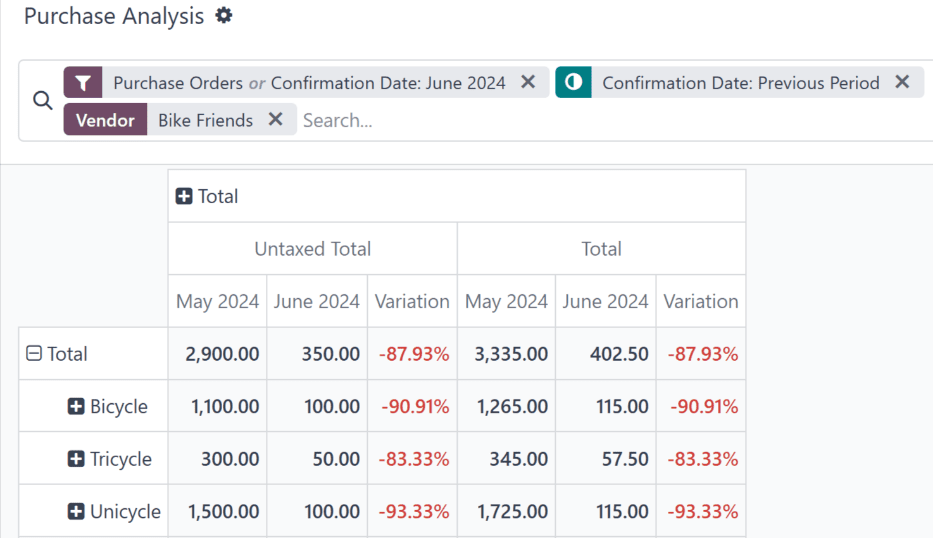 Purchase Analysis
Purchase Orders or Confirmation Date: June 2024 Confirmation Date: Previous Period
Vendor Bike Friends Search...
Total
Untaxed Total Total
May 2024 June 2024 Variation May 2024 June 2024 Variation
Total 2,900.00 350.00 -87.93% 3,335.00 402.50 -87.93%
Bicycle 1,100.00 100.00 -90.91% 1,265.00 115.00 -90.91%
Tricycle 300.00 50.00 -83.33% 345.00 57.50 -83.33%
Unicycle 1,500.00 100.00 -93.33% 1,725.00 115.00 -93.33%